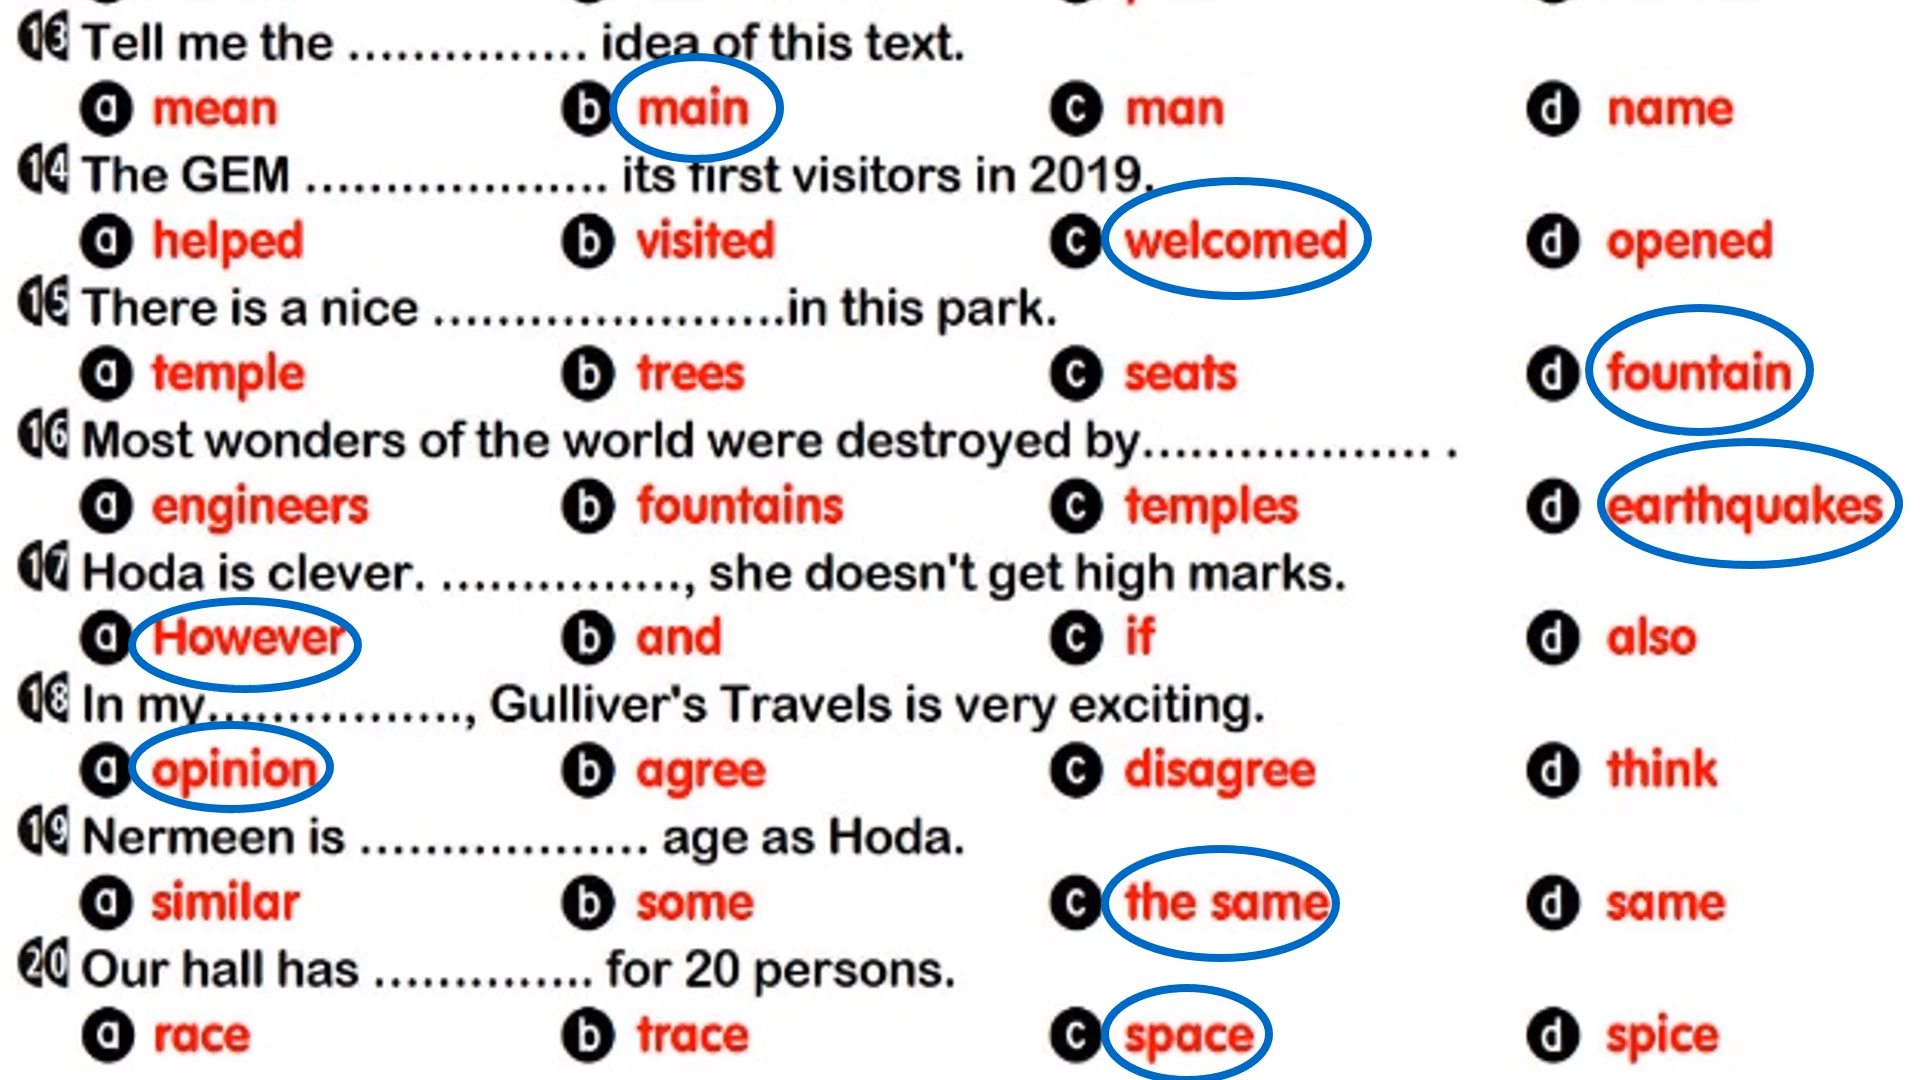 13 Tell me the ............... idea of this text.
a mean b main c man d name
14 The GEM ................... its first visitors in 2019.
a helped b visited c welcomed d opened
15 There is a nice ......................in this park.
a temple b trees c seats d fountain
16 Most wonders of the world were destroyed by.................. .
a engineers b fountains c temples d earthquakes
17 Hoda is clever. ..............., she doesn't get high marks.
a However b and c if d also
18 In my................, Gulliver's Travels is very exciting.
a opinion b agree c disagree d think
19 Nermeen is .................. age as Hoda.
a similar b some c the same d same
20 Our hall has .............. for 20 persons.
a race b trace c space d spice